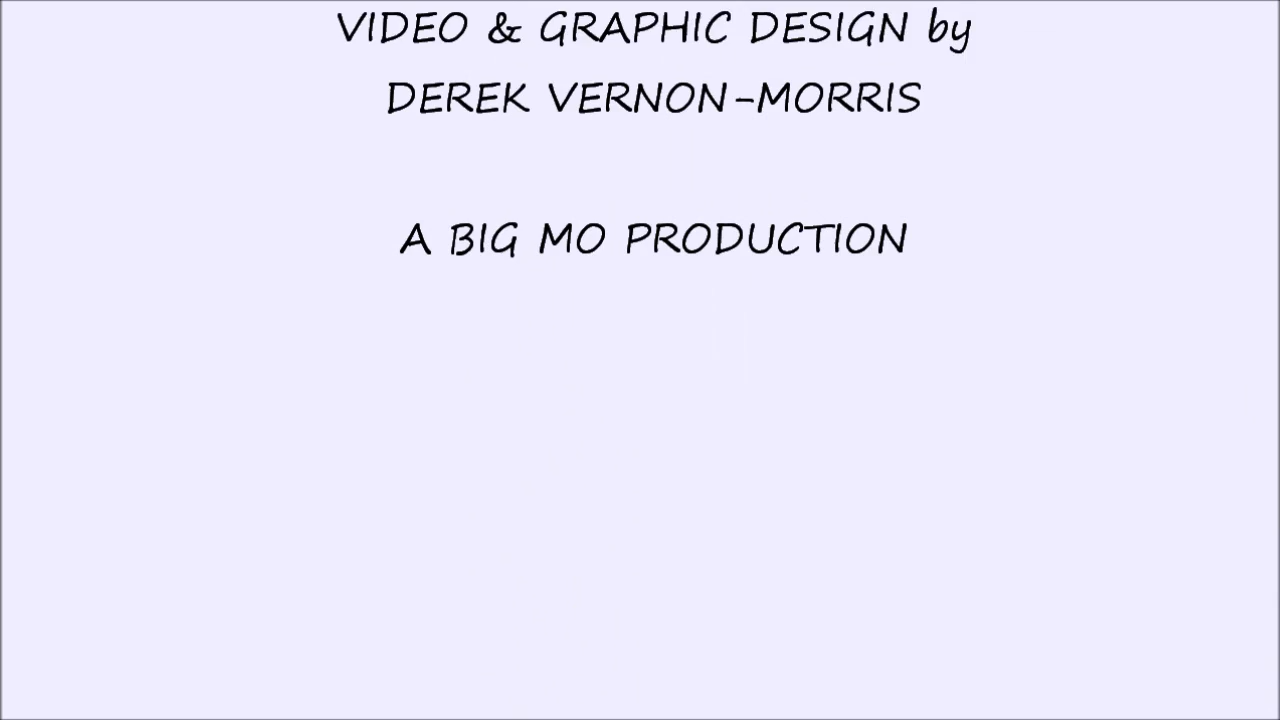 VIDEO & GRAPHIC DESIGN by
DEREK VERNON-MORRIS
A BIG MO PRODUCTION